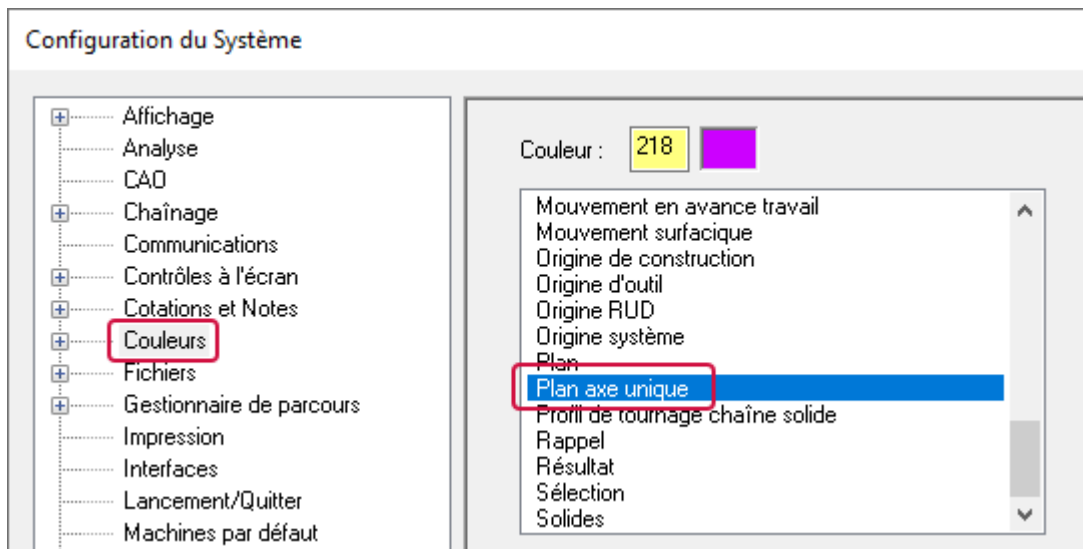 Configuration du Système
Affichage
Analyse
CAO
Chaînage
Communications
Contrôles à l'écran
Cotations et Notes
Couleurs
Fichiers
Gestionnaire de parcours
Impression
Interfaces
Lancement/Quitter
Machines par défaut
Couleur : 218
Mouvement en avance travail
Mouvement surfacique
Origine de construction
Origine d'outil
Origine RUD
Origine système
Plan
Plan axe unique
Profil de tournage chaîne solide
Rappel
Résultat
Sélection
Solides